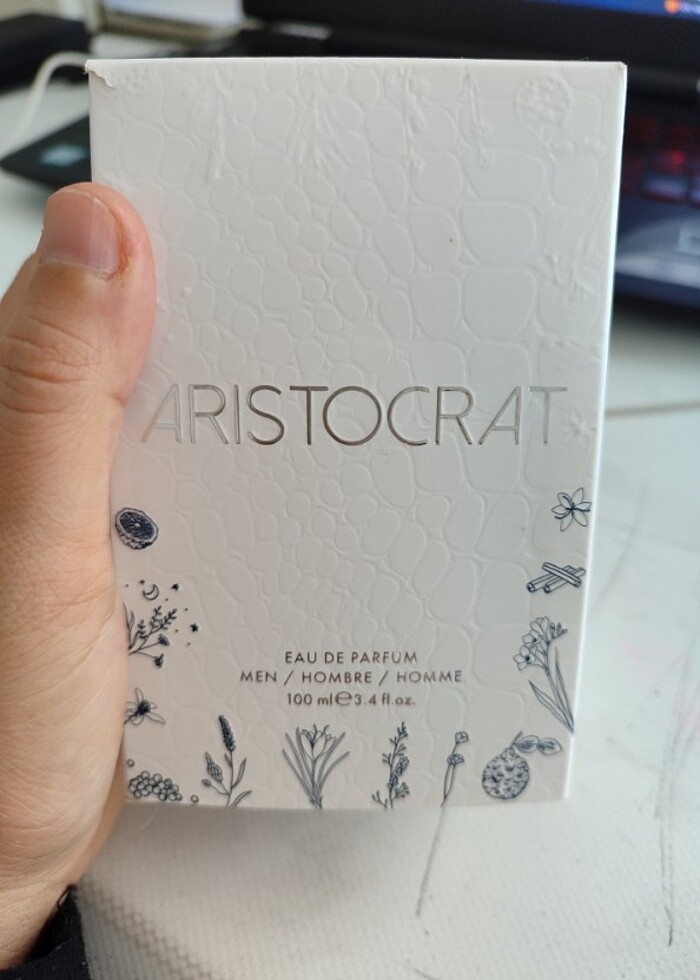 ARISTOCRAT
EAU DE PARFUM
MEN / HOMBRE / HOMME
100 ml℮3.4 fl.oz.